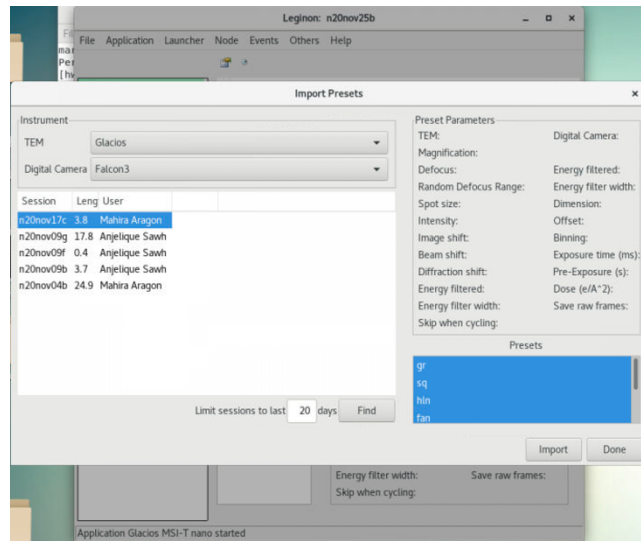 Leginon: n20nov25b
File Application Launcher Node Events Others Help
Import Presets
Instrument
TEM Glacios
Digital Camera Falcon3
Session Leng User
n20nov17c 3.8 Mahira Aragon
n20nov09g 17.8 Anjelique Sawh
n20nov09f 0.4 Anjelique Sawh
n20nov09b 3.7 Anjelique Sawh
n20nov04b 24.9 Mahira Aragon
Limit sessions to last 20 days Find
Preset Parameters
TEM: Digital Camera:
Magnification:
Defocus: Energy filtered:
Random Defocus Range: Energy filter width:
Spot size: Dimension:
Intensity: Offset:
Image shift: Binning:
Beam shift: Exposure time (ms):
Diffraction shift: Pre-Exposure (s):
Energy filtered: Dose (e/A^2):
Energy filter width: Save raw frames:
Skip when cycling:
Presets
gr
sq
hln
fan
Import Done
Energy filter width: Save raw frames:
Skip when cycling:
Application Glacios MSI-T nano started